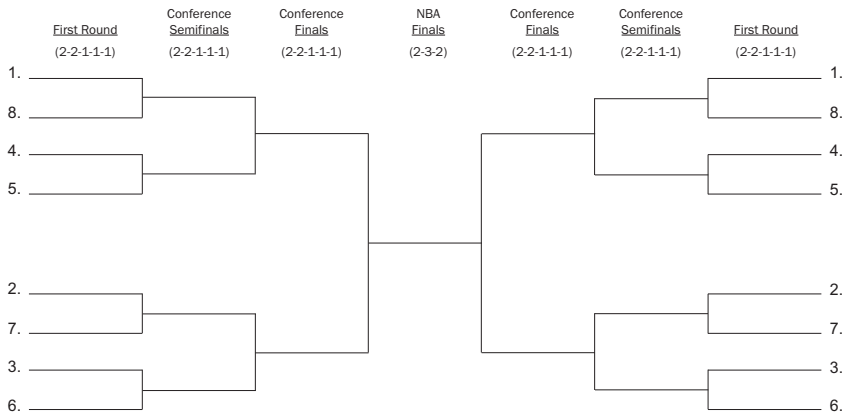 Conference Conference NBA Conference Conference
First Round Semifinals Finals Finals Finals Semifinals First Round
(2-2-1-1-1) (2-2-1-1-1) (2-2-1-1-1) (2-3-2) (2-2-1-1-1) (2-2-1-1-1) (2-2-1-1-1)
1. 1.
8. 8.
4. 4.
5. 5.
2. 2.
7. 7.
3. 3.
6. 6.